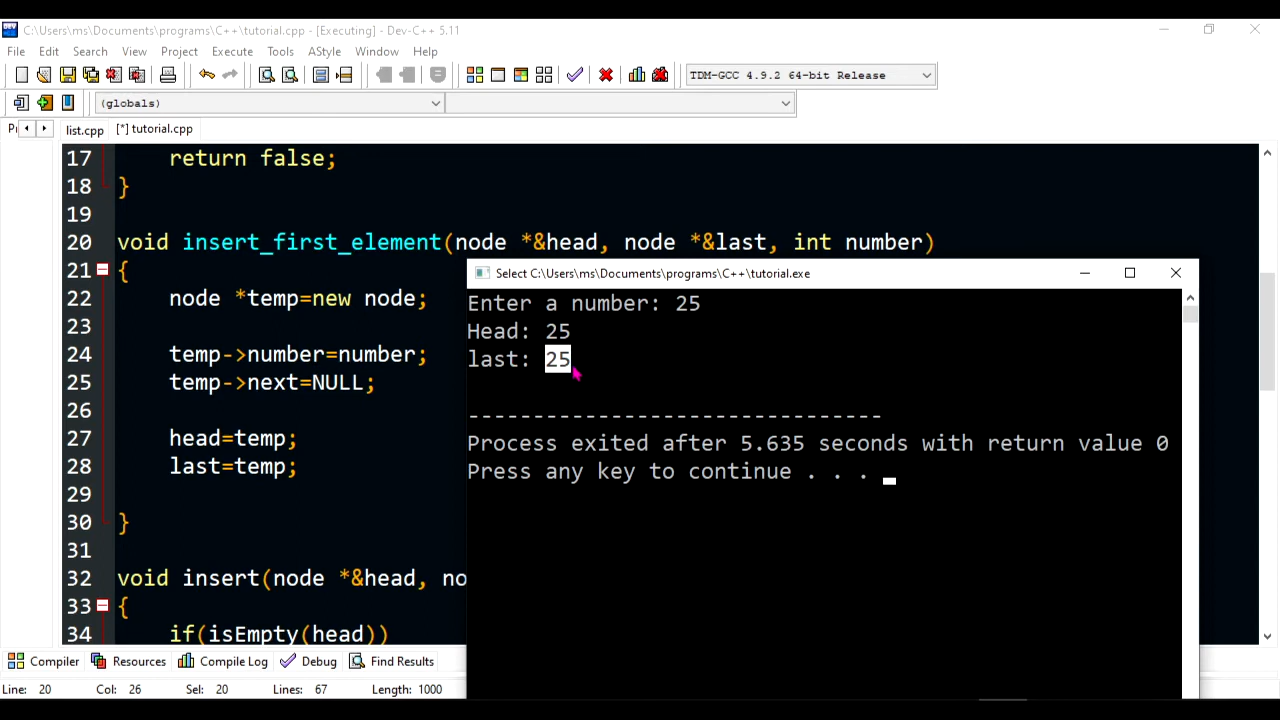 C:\Users\ms\Documents\programs\C++\tutorial.cpp - [Executing] - Dev-C++ 5.11
File Edit Search View Project Execute Tools AStyle Window Help
TDM-GCC 4.9.2 64-bit Release
(globals)
list.cpp [*] tutorial.cpp
17 return false;
18 }
19
20 void insert_first_element(node *&head, node *&last, int number)
21 {
22 node *temp=new node;
23
24 temp->number=number;
25 temp->next=NULL;
26
27 head=temp;
28 last=temp;
29
30 }
31
32 void insert(node *&head, no
33 {
34 if(isEmpty(head))
Select C:\Users\ms\Documents\programs\C++\tutorial.exe
Enter a number: 25
Head: 25
last: 25
--------------------------------
Process exited after 5.635 seconds with return value 0
Press any key to continue . . .
Compiler Resources Compile Log Debug Find Results
Line: 20 Col: 26 Sel: 20 Lines: 67 Length: 1000